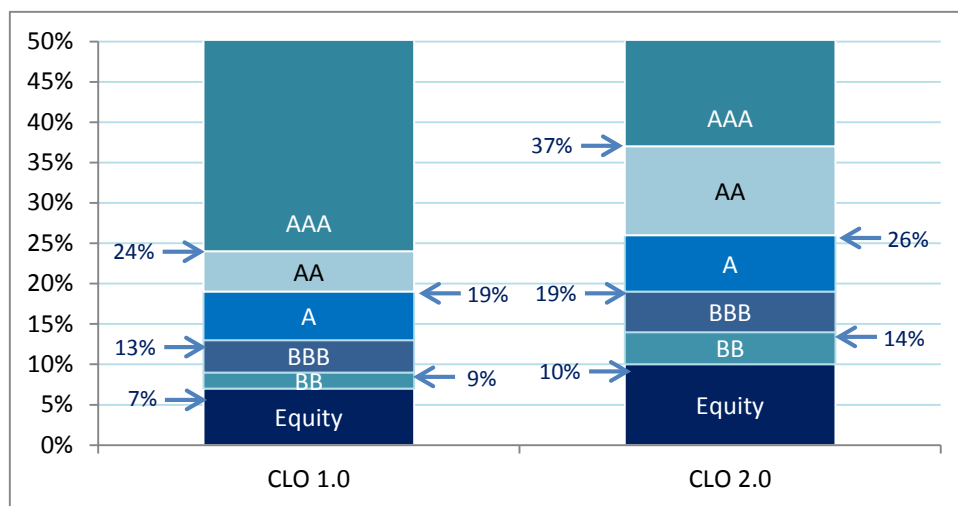 50%
45%
40%
35%
30%
25%
20%
15%
10%
5%
0%
AAA
24%
AA
19%
A
13%
BBB
BB
9%
7%
Equity
CLO 1.0
AAA
37%
AA
26%
A
19%
BBB
14%
BB
10%
Equity
CLO 2.0